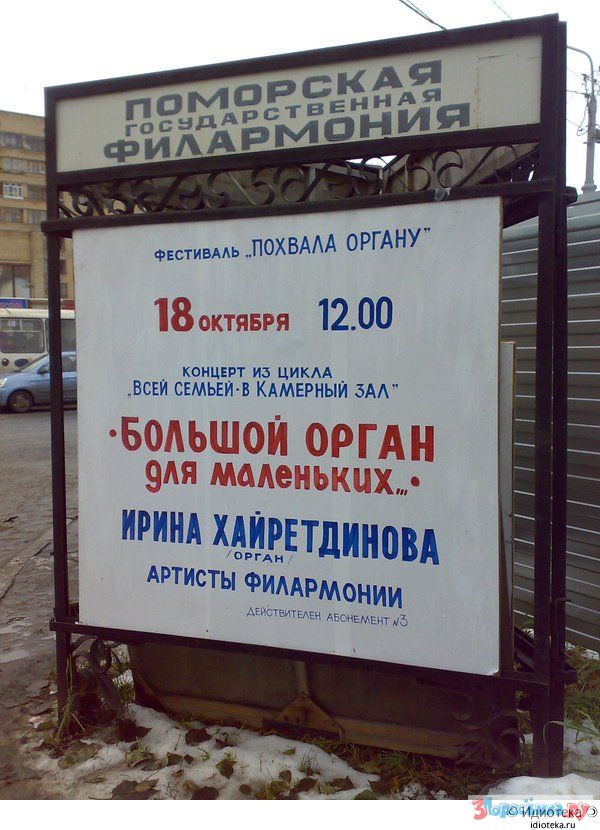 ПОМОРСКАЯ
ГОСУДАРСТВЕННАЯ
ФИЛАРМОНИЯ
ФЕСТИВАЛЬ „ПОХВАЛА ОРГАНУ"
18 ОКТЯБРЯ 12.00
КОНЦЕРТ ИЗ ЦИКЛА
„ВСЕЙ СЕМЬЕЙ - В КАМЕРНЫЙ ЗАЛ"
·БОЛЬШОЙ ОРГАН
для маленьких...·
ИРИНА ХАЙРЕТДИНОВА
/ОРГАН/
АРТИСТЫ ФИЛАРМОНИИ
ДЕЙСТВИТЕЛЕН АБОНЕМЕНТ №3
© Идиотека
idioteka.ru